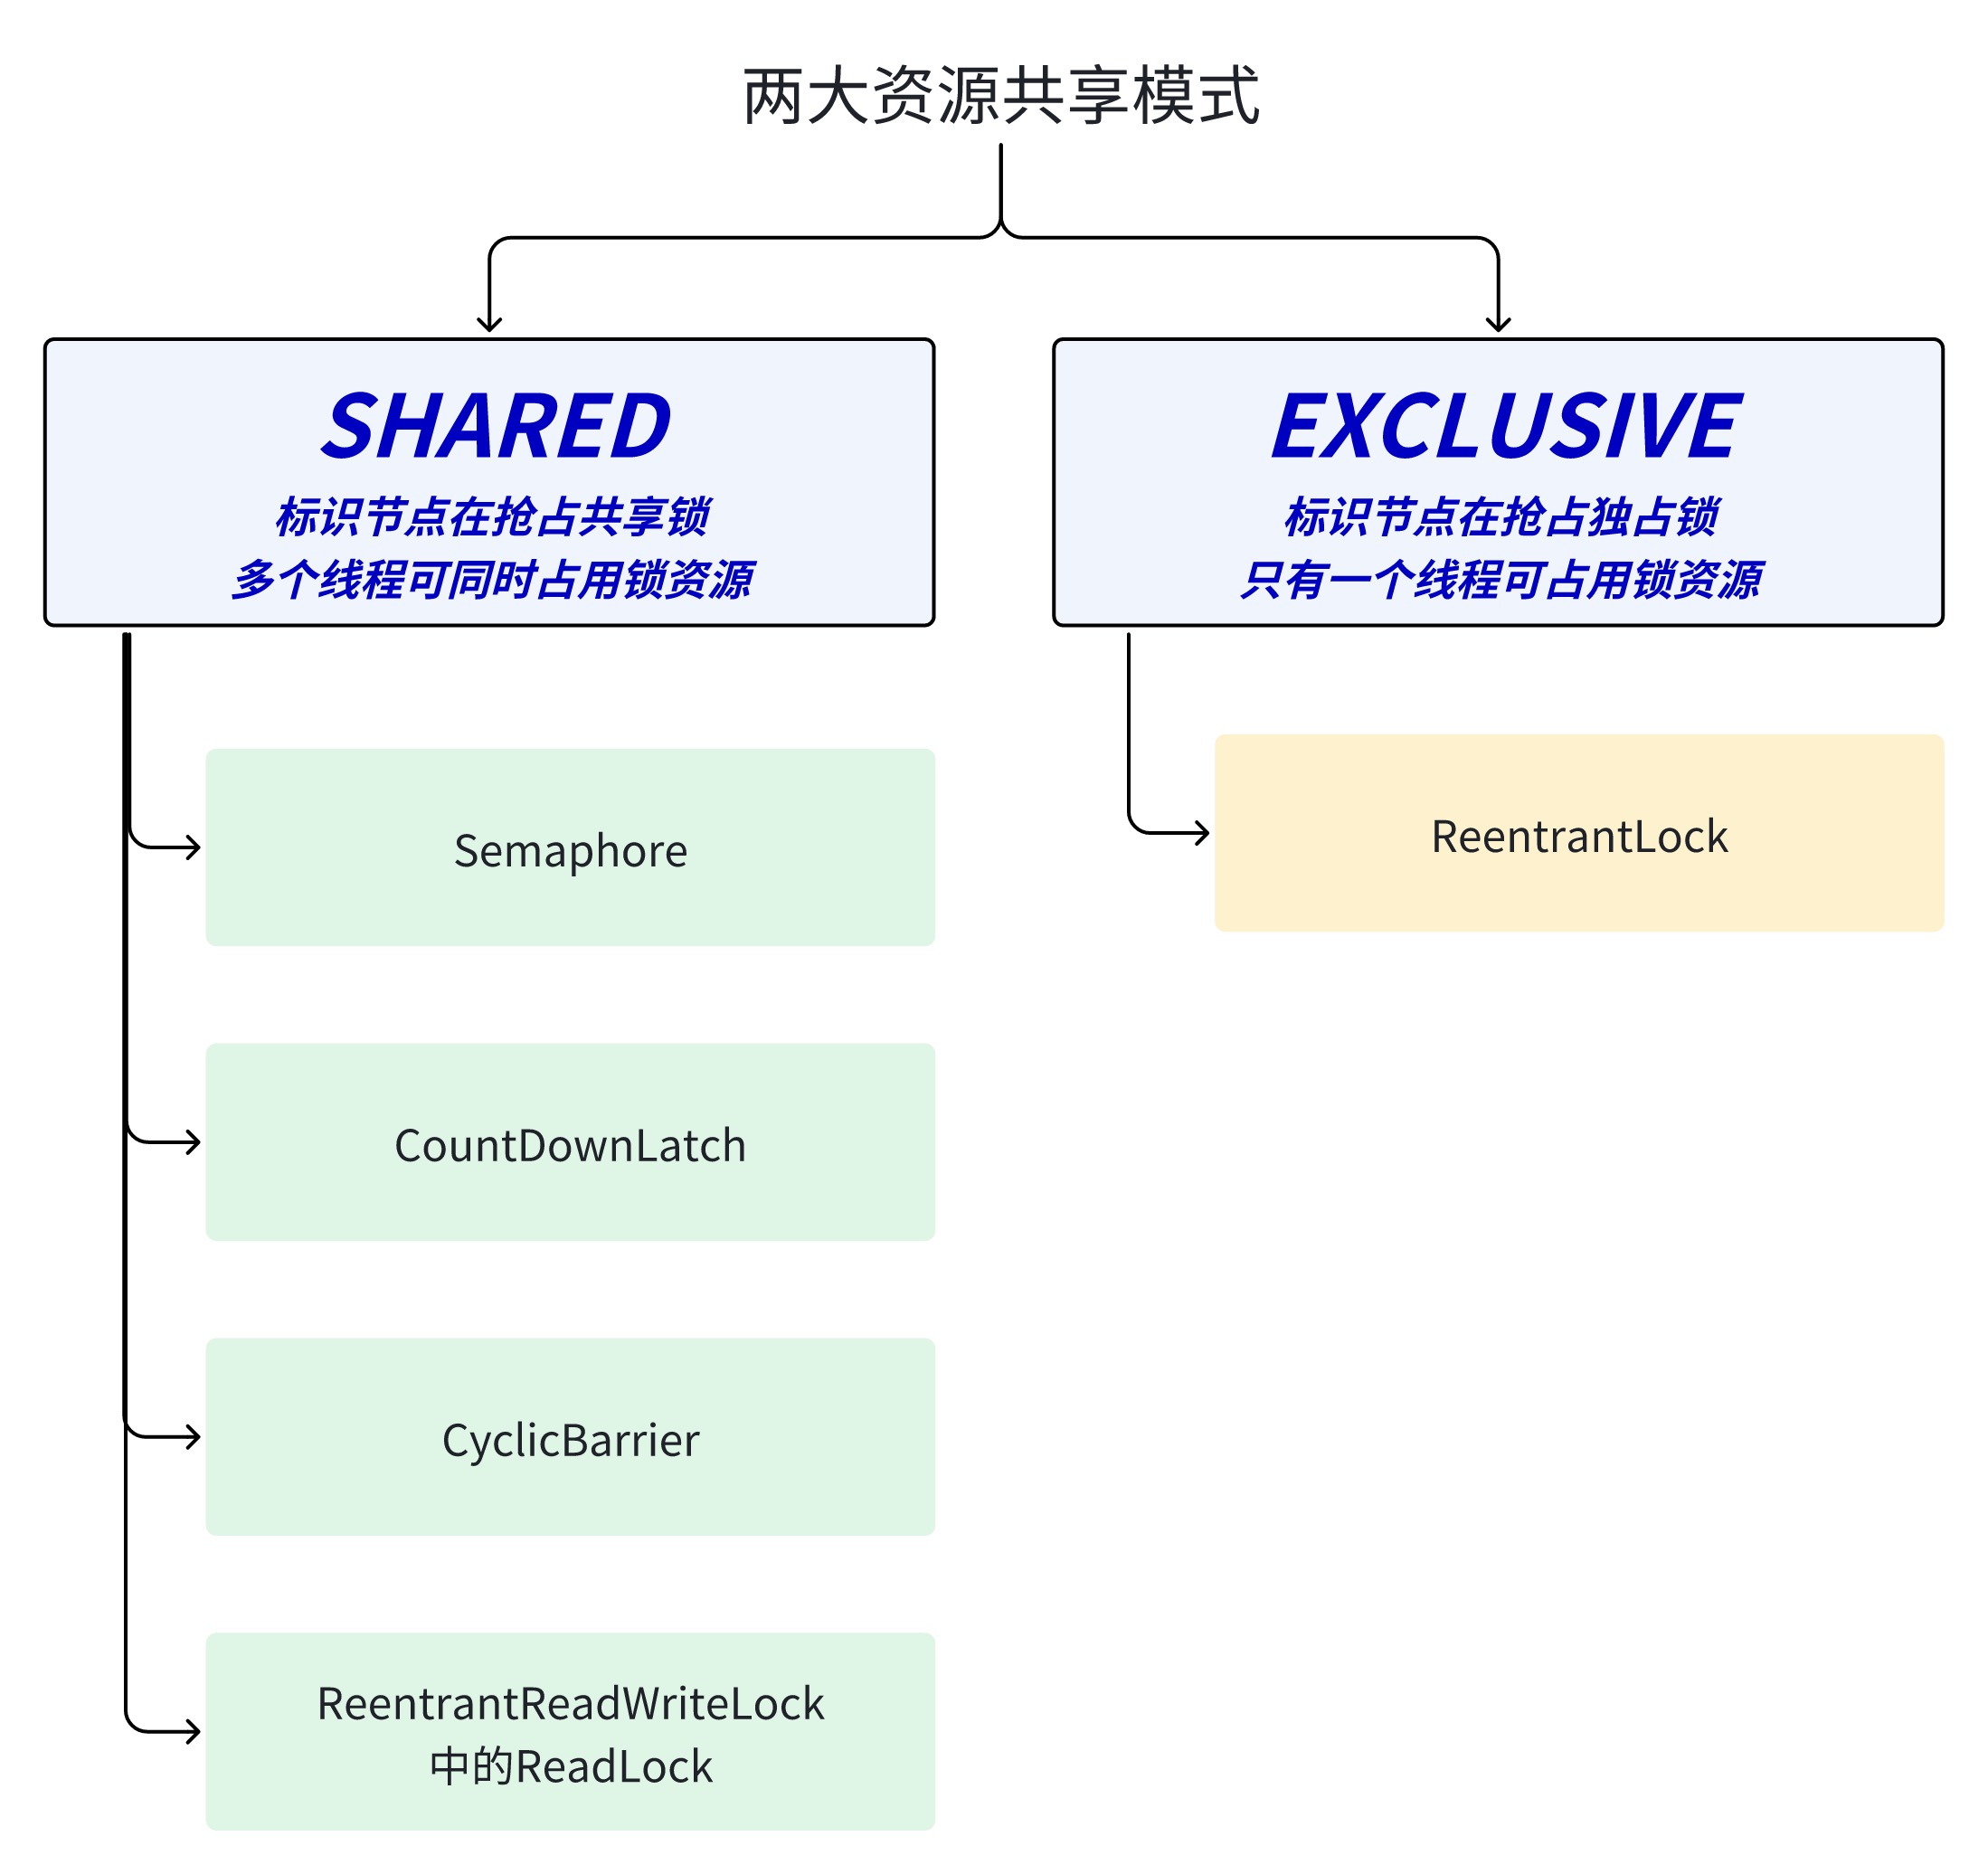 两大资源共享模式
SHARED
标识节点在抢占共享锁
多个线程可同时占用锁资源
EXCLUSIVE
标识节点在抢占独占锁
只有一个线程可占用锁资源
Semaphore
ReentrantLock
CountDownLatch
CyclicBarrier
ReentrantReadWriteLock
中的ReadLock